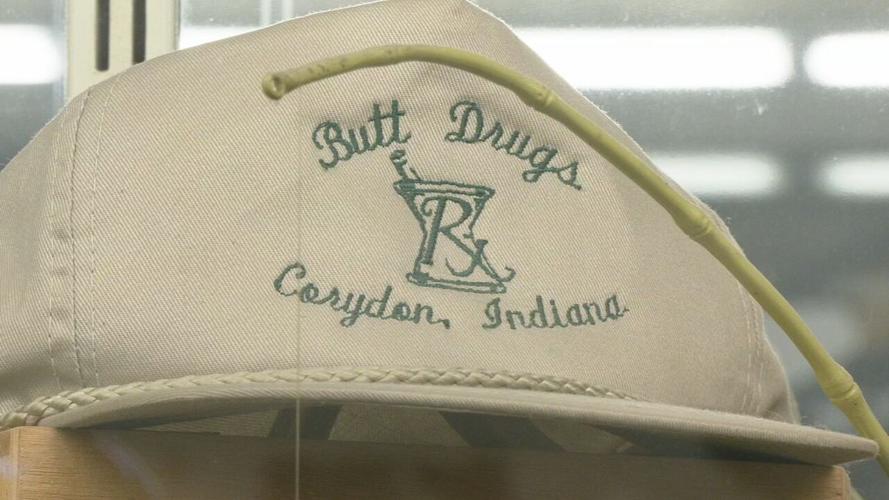 Butt Drugs
Rx
Corydon, Indiana